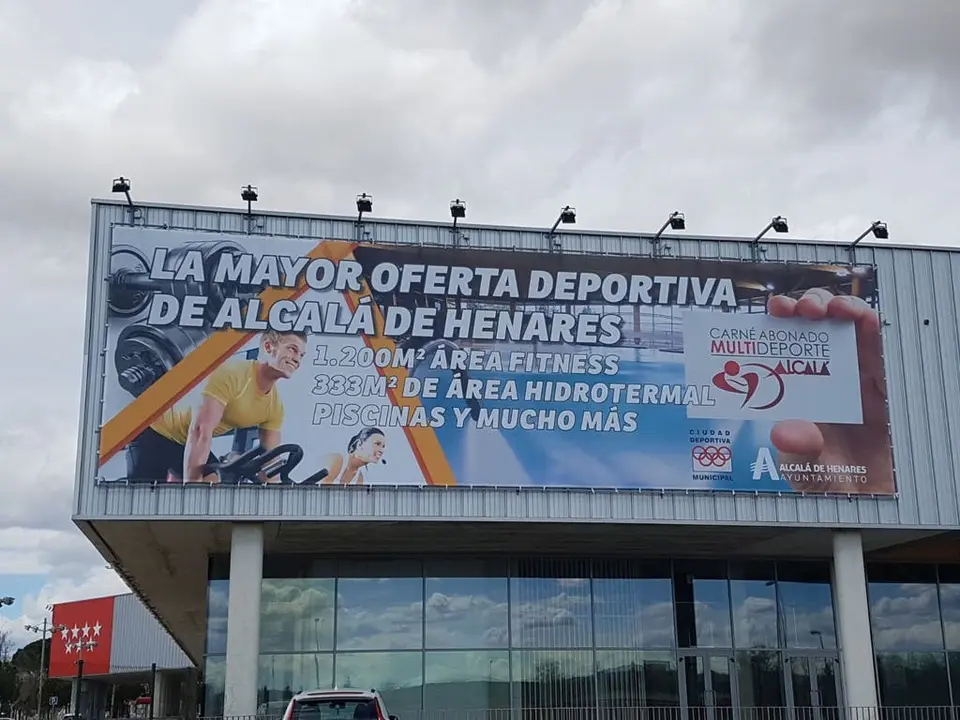 LA MAYOR OFERTA DEPORTIVA
DE ALCALÁ DE HENARES
1.200M² ÁREA FITNESS
333M² DE ÁREA HIDROTERMAL
PISCINAS Y MUCHO MÁS
CARNÉ ABONADO
MULTIDEPORTE
ALCALÁ
CIUDAD
DEPORTIVA
MUNICIPAL
ALCALÁ DE HENARES
AYUNTAMIENTO